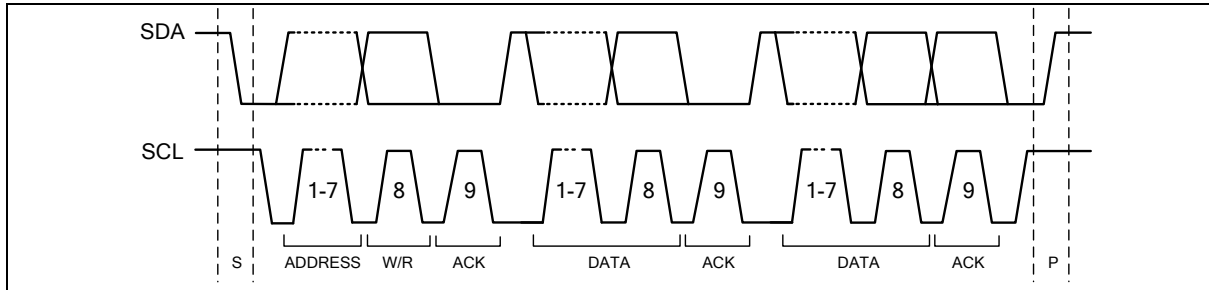 SDA
SCL
1-7 8 9 1-7 8 9 1-7 8 9
S ADDRESS W/R ACK DATA ACK DATA ACK P